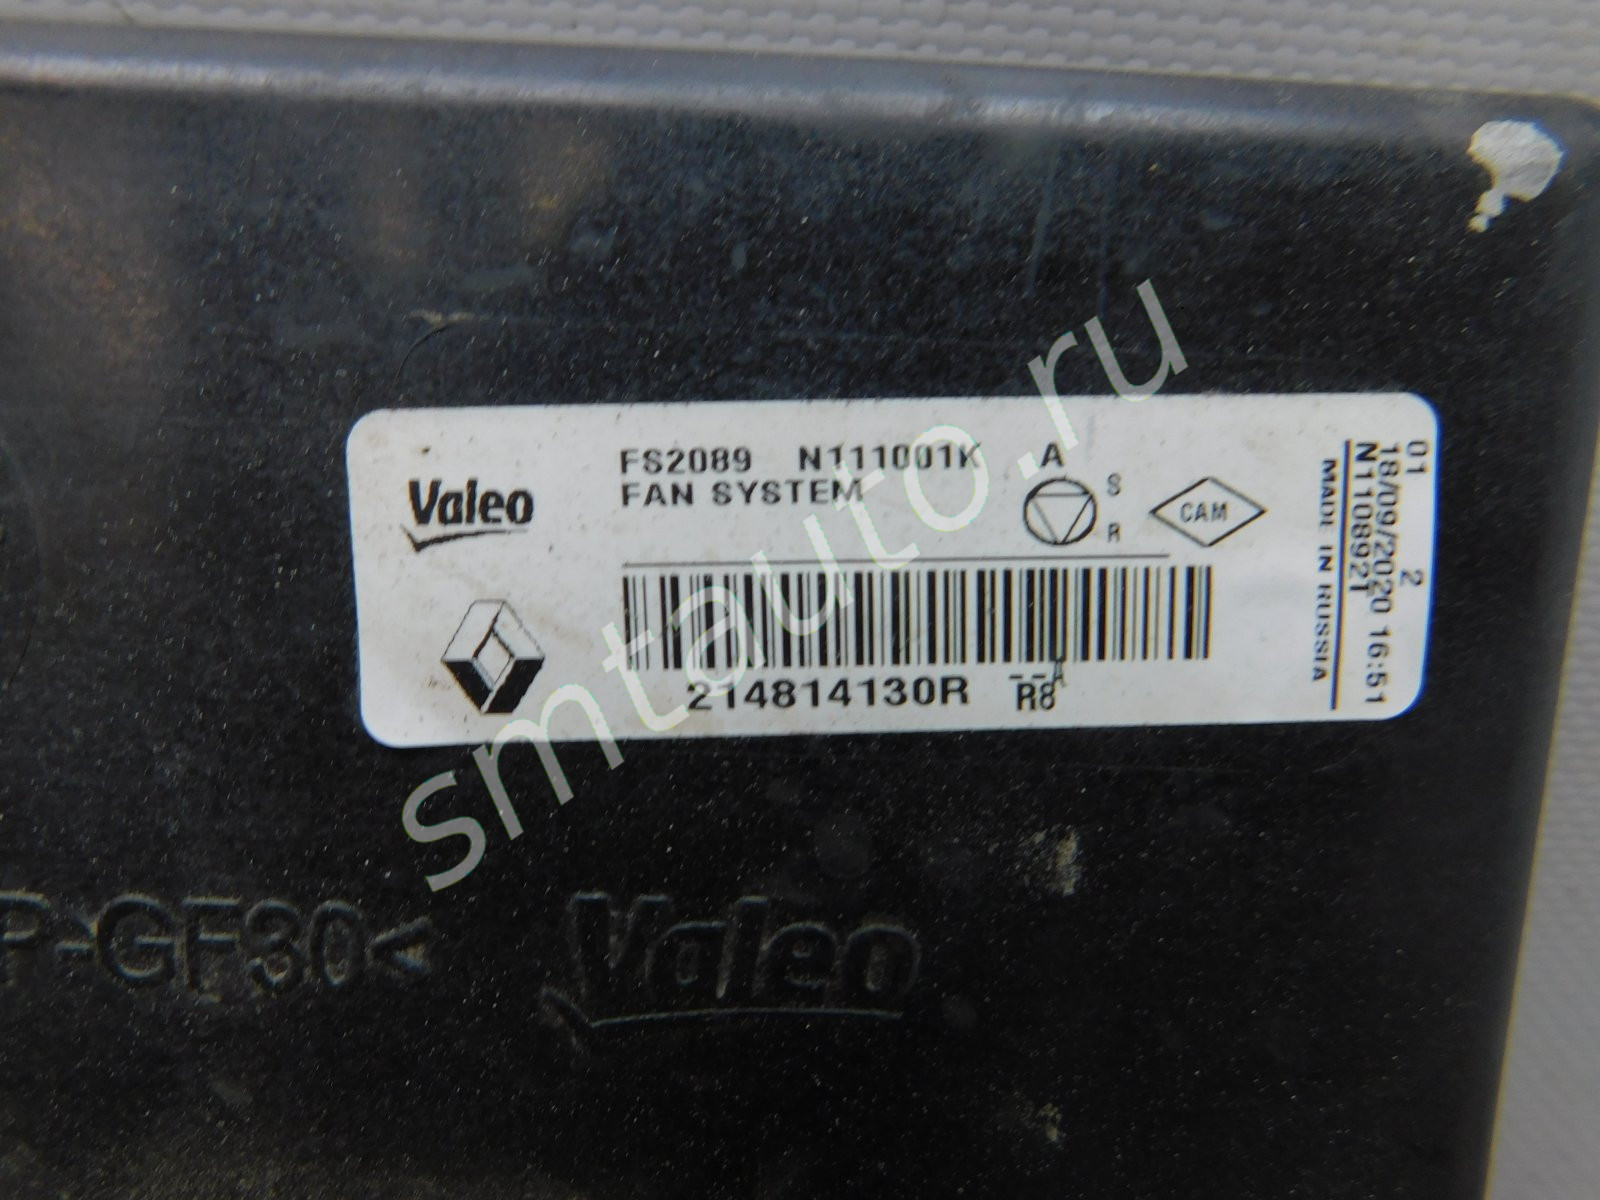 Valeo
FS2089 N111001K A
FAN SYSTEM
S
R
CAM
214814130R
R8
01 2
18/09/2020 16:51
N1108921
MADE IN RUSSIA
P-GF30<
Valeo
smtauto.ru